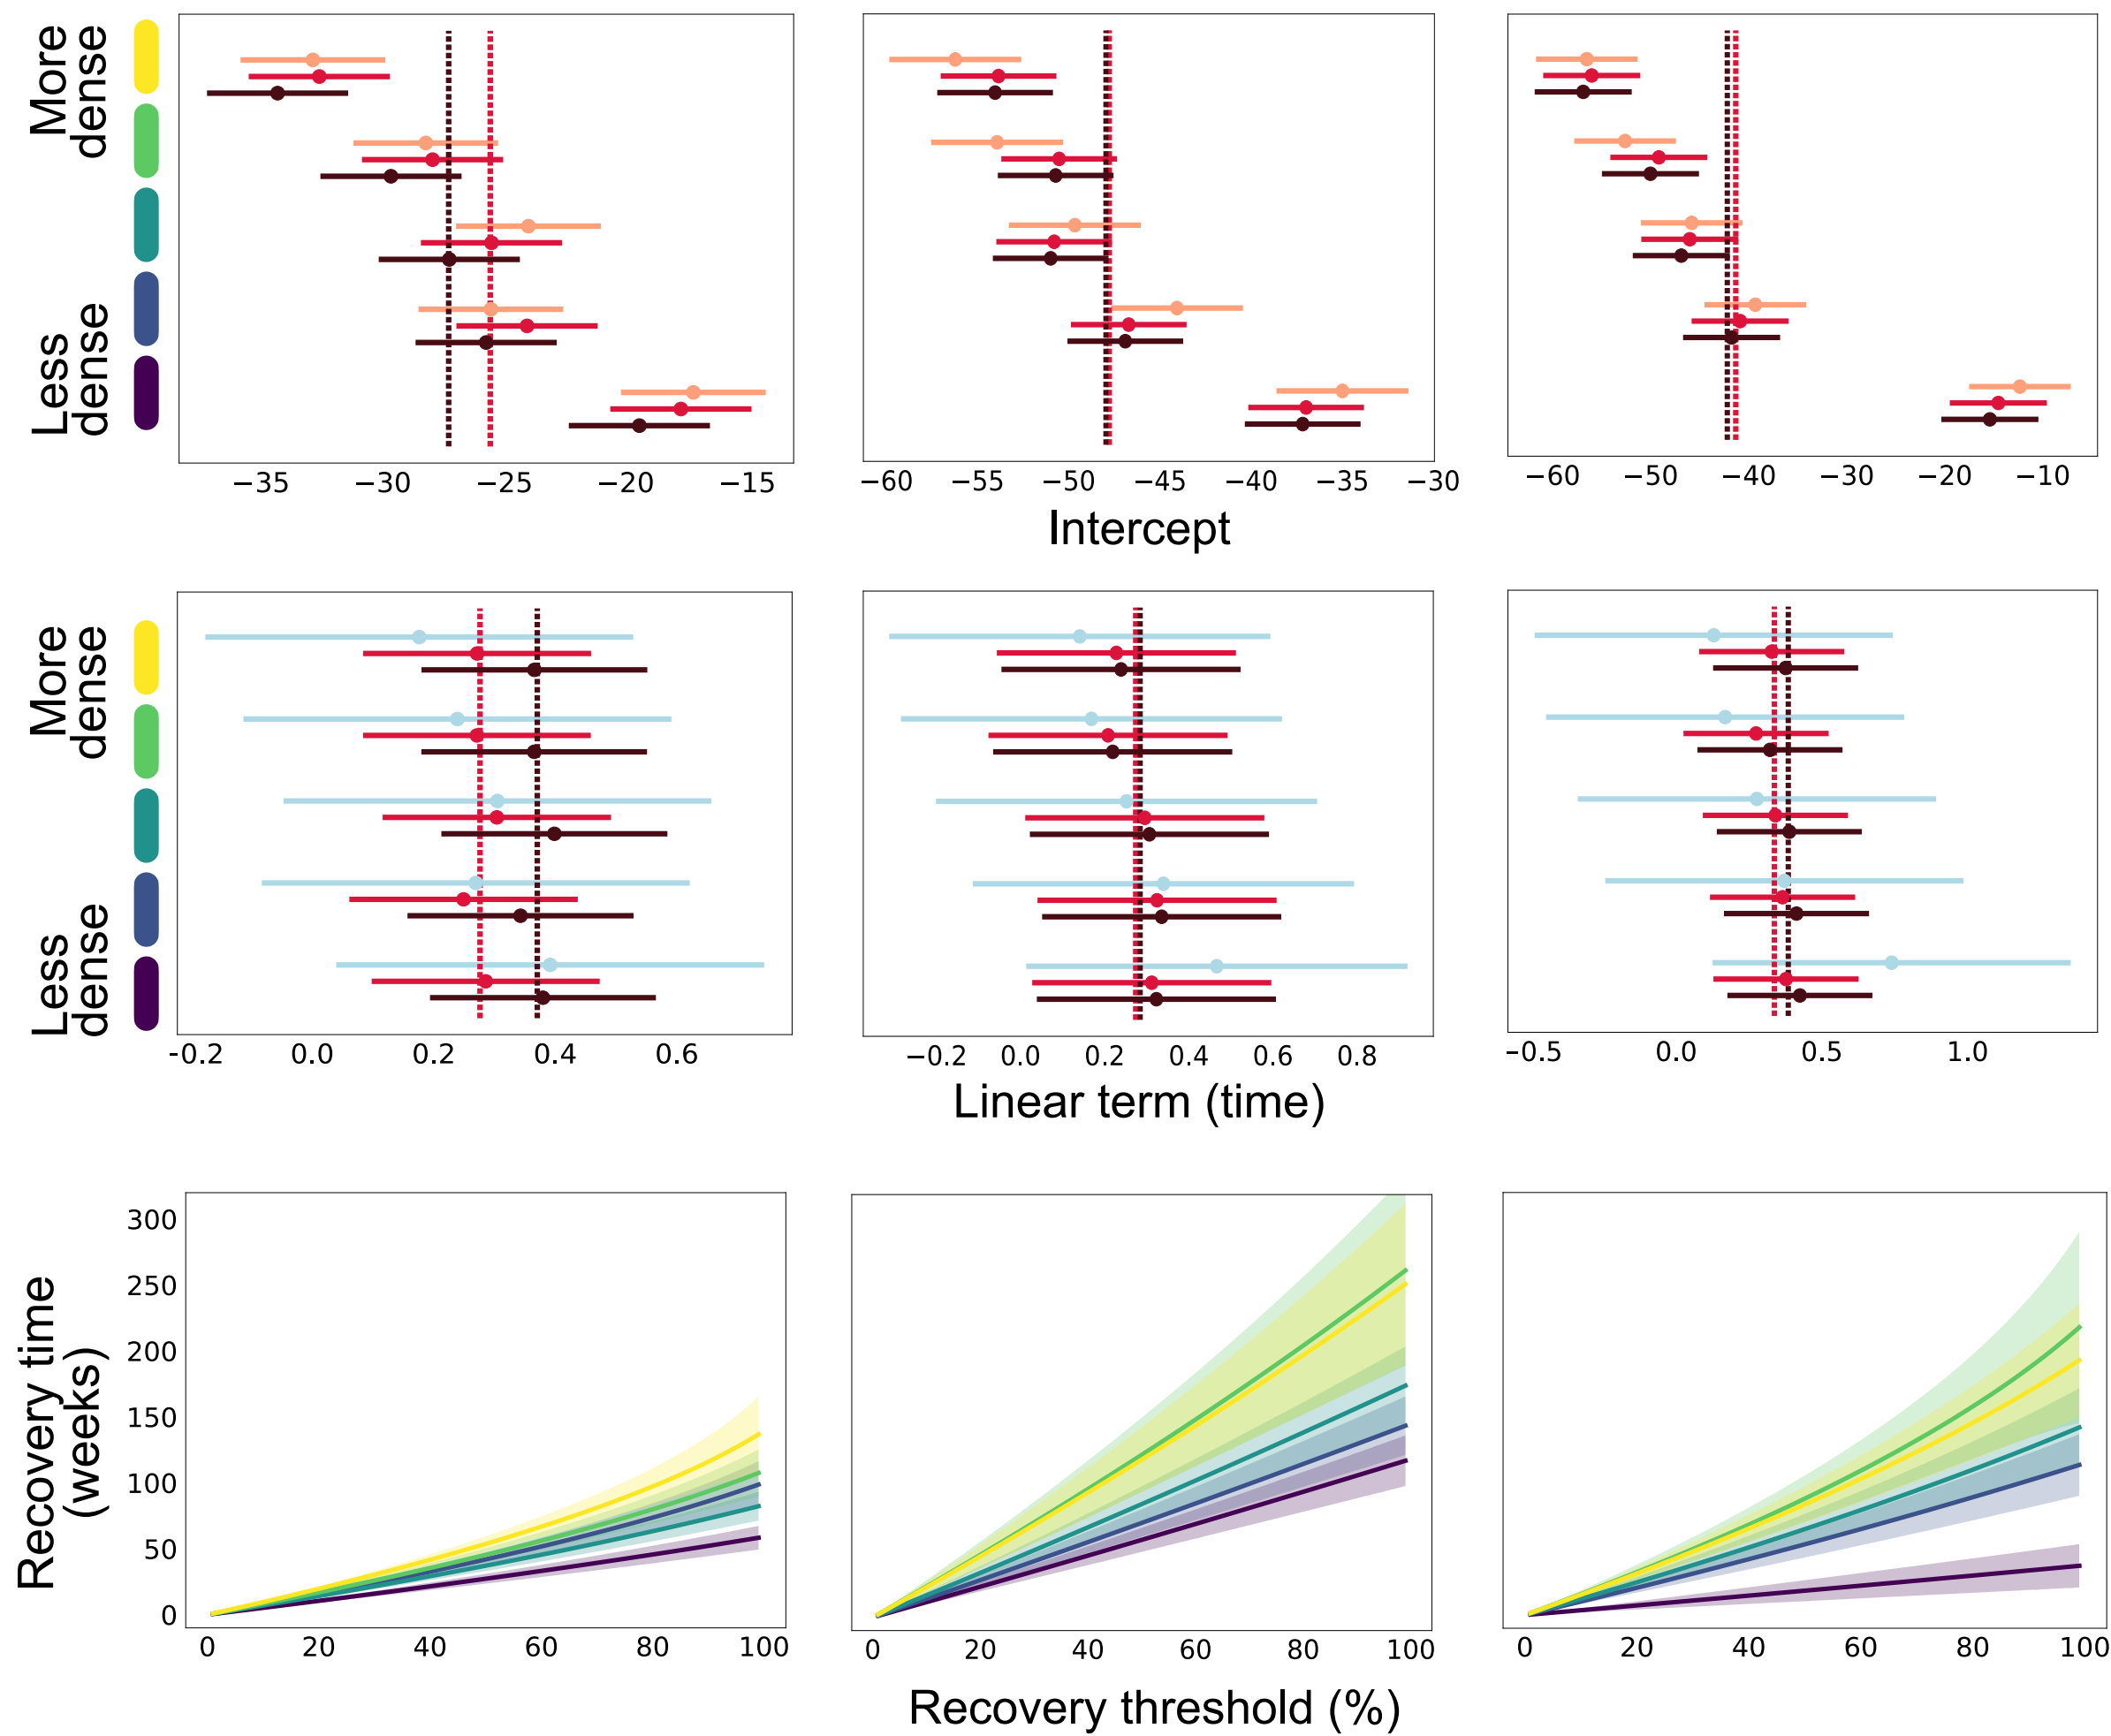 More
dense
Less
dense
−35 −30 −25 −20 −15
−60 −55 −50 −45 −40 −35 −30
−60 −50 −40 −30 −20 −10
Intercept
More
dense
Less
dense
-0.2 0.0 0.2 0.4 0.6
−0.2 0.0 0.2 0.4 0.6 0.8
−0.5 0.0 0.5 1.0
Linear term (time)
Recovery time
(weeks)
300
250
200
150
100
50
0
0 20 40 60 80 100
0 20 40 60 80 100
0 20 40 60 80 100
Recovery threshold (%)